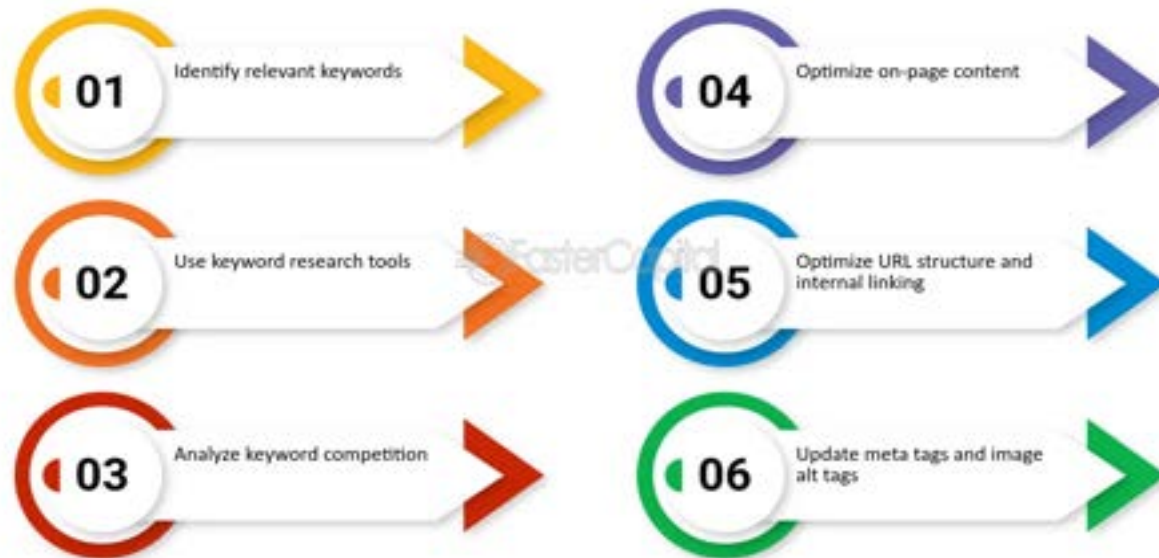 01
Identify relevant keywords
02
Use keyword research tools
03
Analyze keyword competition
04
Optimize on-page content
05
Optimize URL structure and
internal linking
06
Update meta tags and image
alt tags
FasterCapital